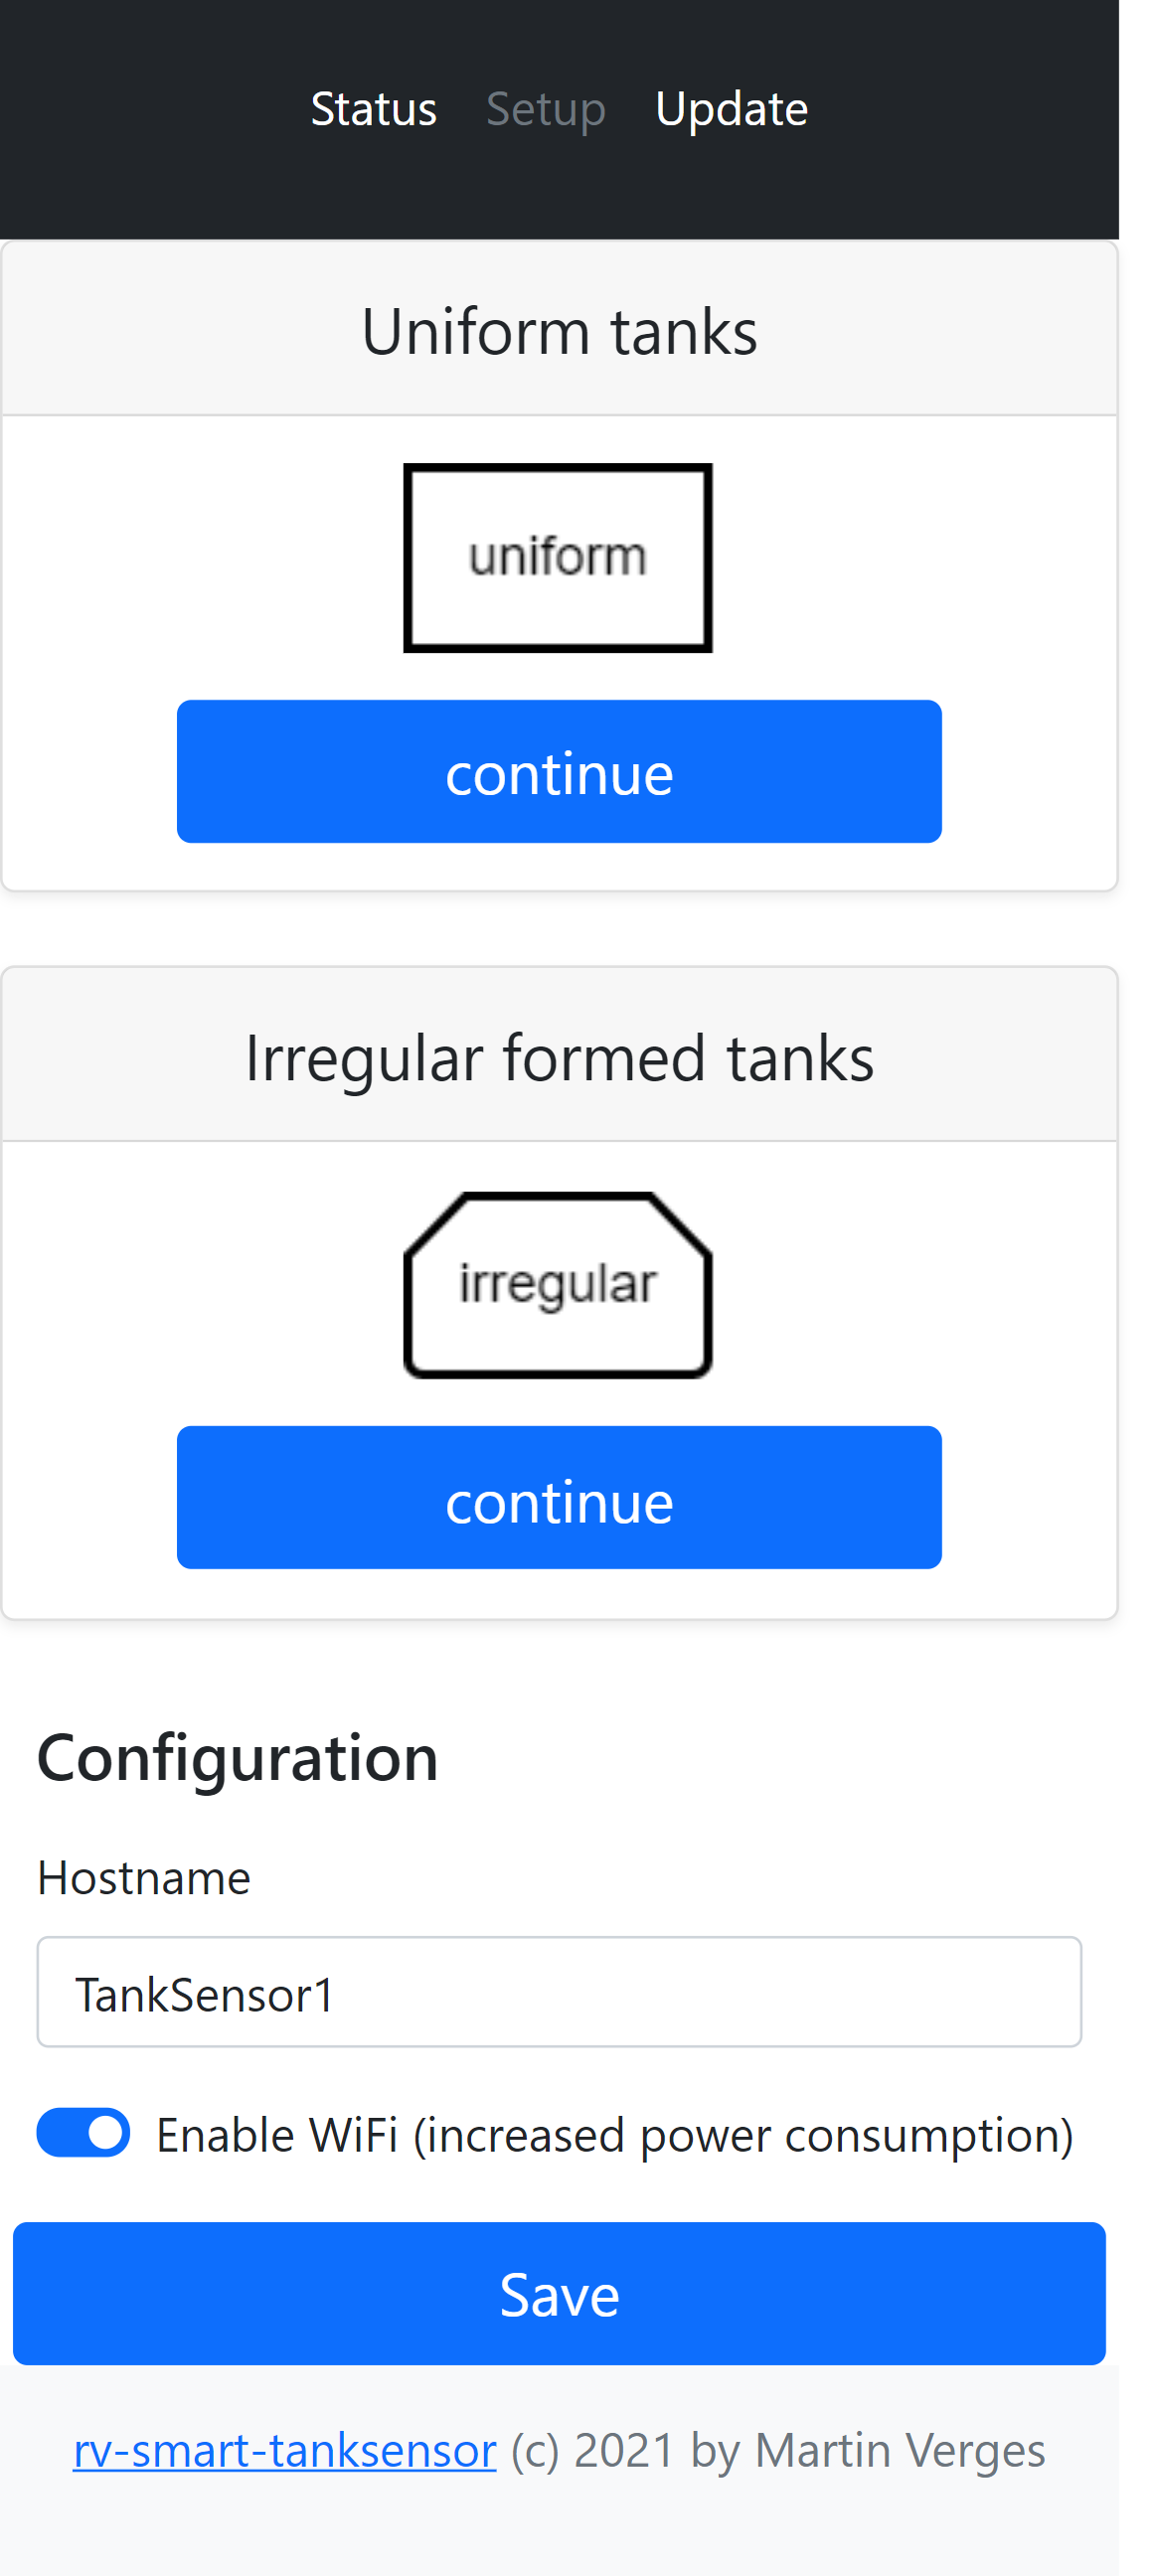 Status Setup Update
Uniform tanks
uniform
continue
Irregular formed tanks
irregular
continue
Configuration
Hostname
TankSensor1
Enable WiFi (increased power consumption)
Save
rv-smart-tanksensor (c) 2021 by Martin Verges